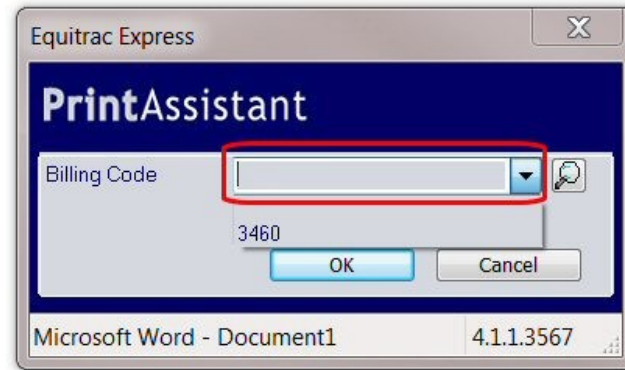 Equitrac Express
PrintAssistant
Billing Code
3460
OK Cancel
Microsoft Word - Document1 4.1.1.3567